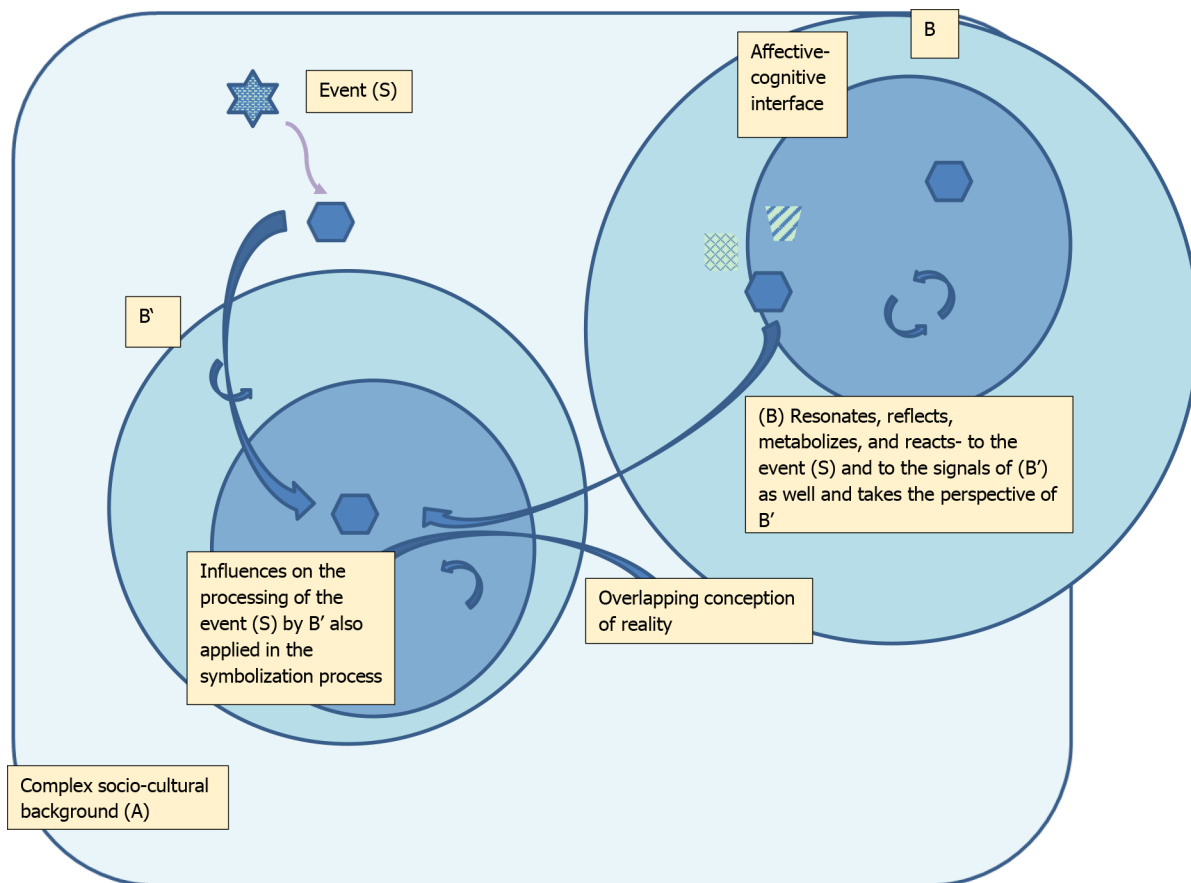 B
Affective-
cognitive
interface
Event (S)
B‘
(B) Resonates, reflects,
metabolizes, and reacts- to the
event (S) and to the signals of (B’)
as well and takes the perspective of
B’
Influences on the
processing of the
event (S) by B’ also
applied in the
symbolization process
Overlapping conception
of reality
Complex socio-cultural
background (A)